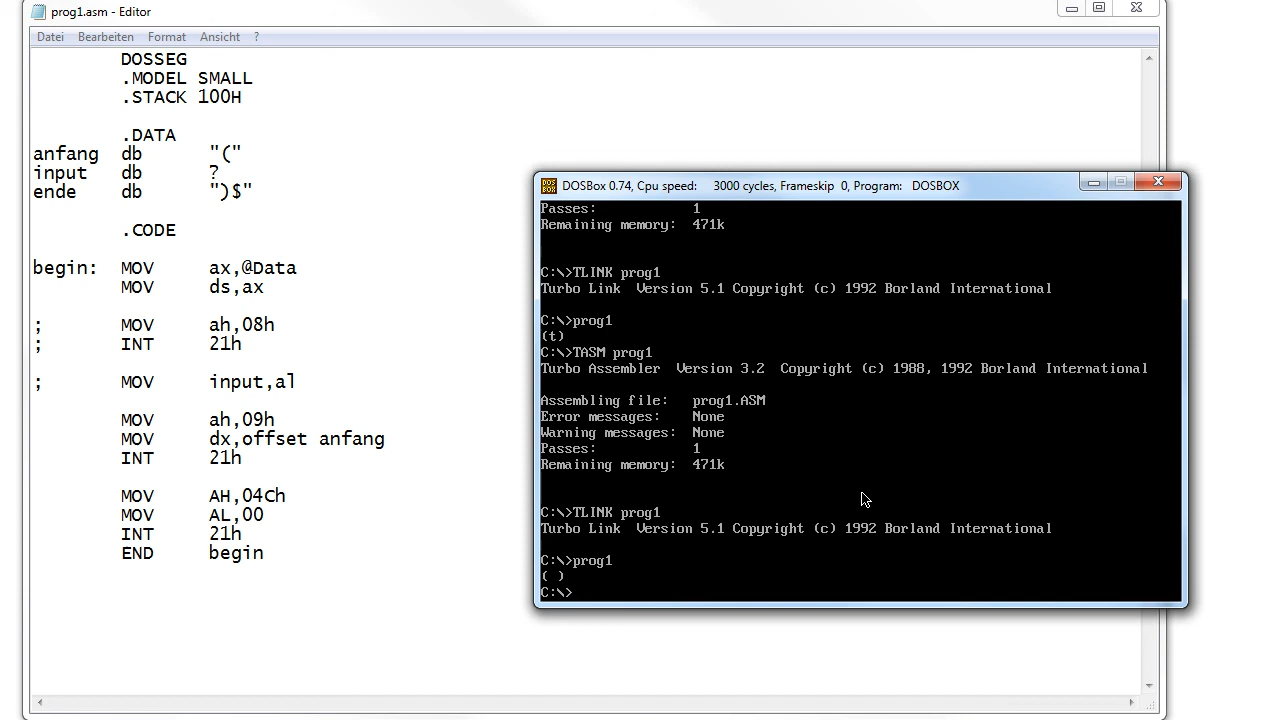 prog1.asm - Editor
Datei Bearbeiten Format Ansicht ?
DOSSEG
.MODEL SMALL
.STACK 100H
.DATA
anfang db "("
input db ?
ende db ")$"
.CODE
begin: MOV ax,@Data
MOV ds,ax
; MOV ah,08h
; INT 21h
; MOV input,al
MOV ah,09h
MOV dx,offset anfang
INT 21h
MOV AH,04Ch
MOV AL,00
INT 21h
END begin
DOSBox 0.74, Cpu speed: 3000 cycles, Frameskip 0, Program: DOSBOX
Passes: 1
Remaining memory: 471k
C:\>TLINK prog1
Turbo Link Version 5.1 Copyright (c) 1992 Borland International
C:\>prog1
(t)
C:\>TASM prog1
Turbo Assembler Version 3.2 Copyright (c) 1988, 1992 Borland International
Assembling file: prog1.ASM
Error messages: None
Warning messages: None
Passes: 1
Remaining memory: 471k
C:\>TLINK prog1
Turbo Link Version 5.1 Copyright (c) 1992 Borland International
C:\>prog1
( )
C:\>